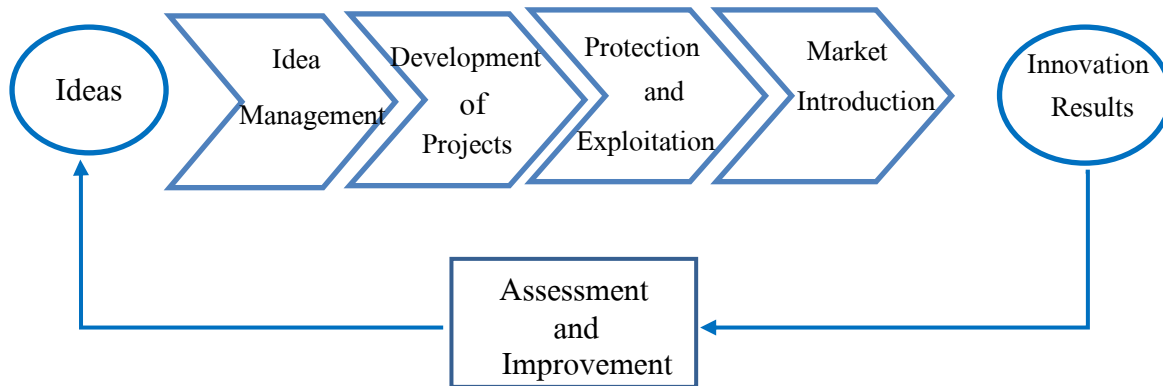 Ideas
Idea
Management
Development
of
Projects
Protection
and
Exploitation
Market
Introduction
Innovation
Results
Assessment
and
Improvement